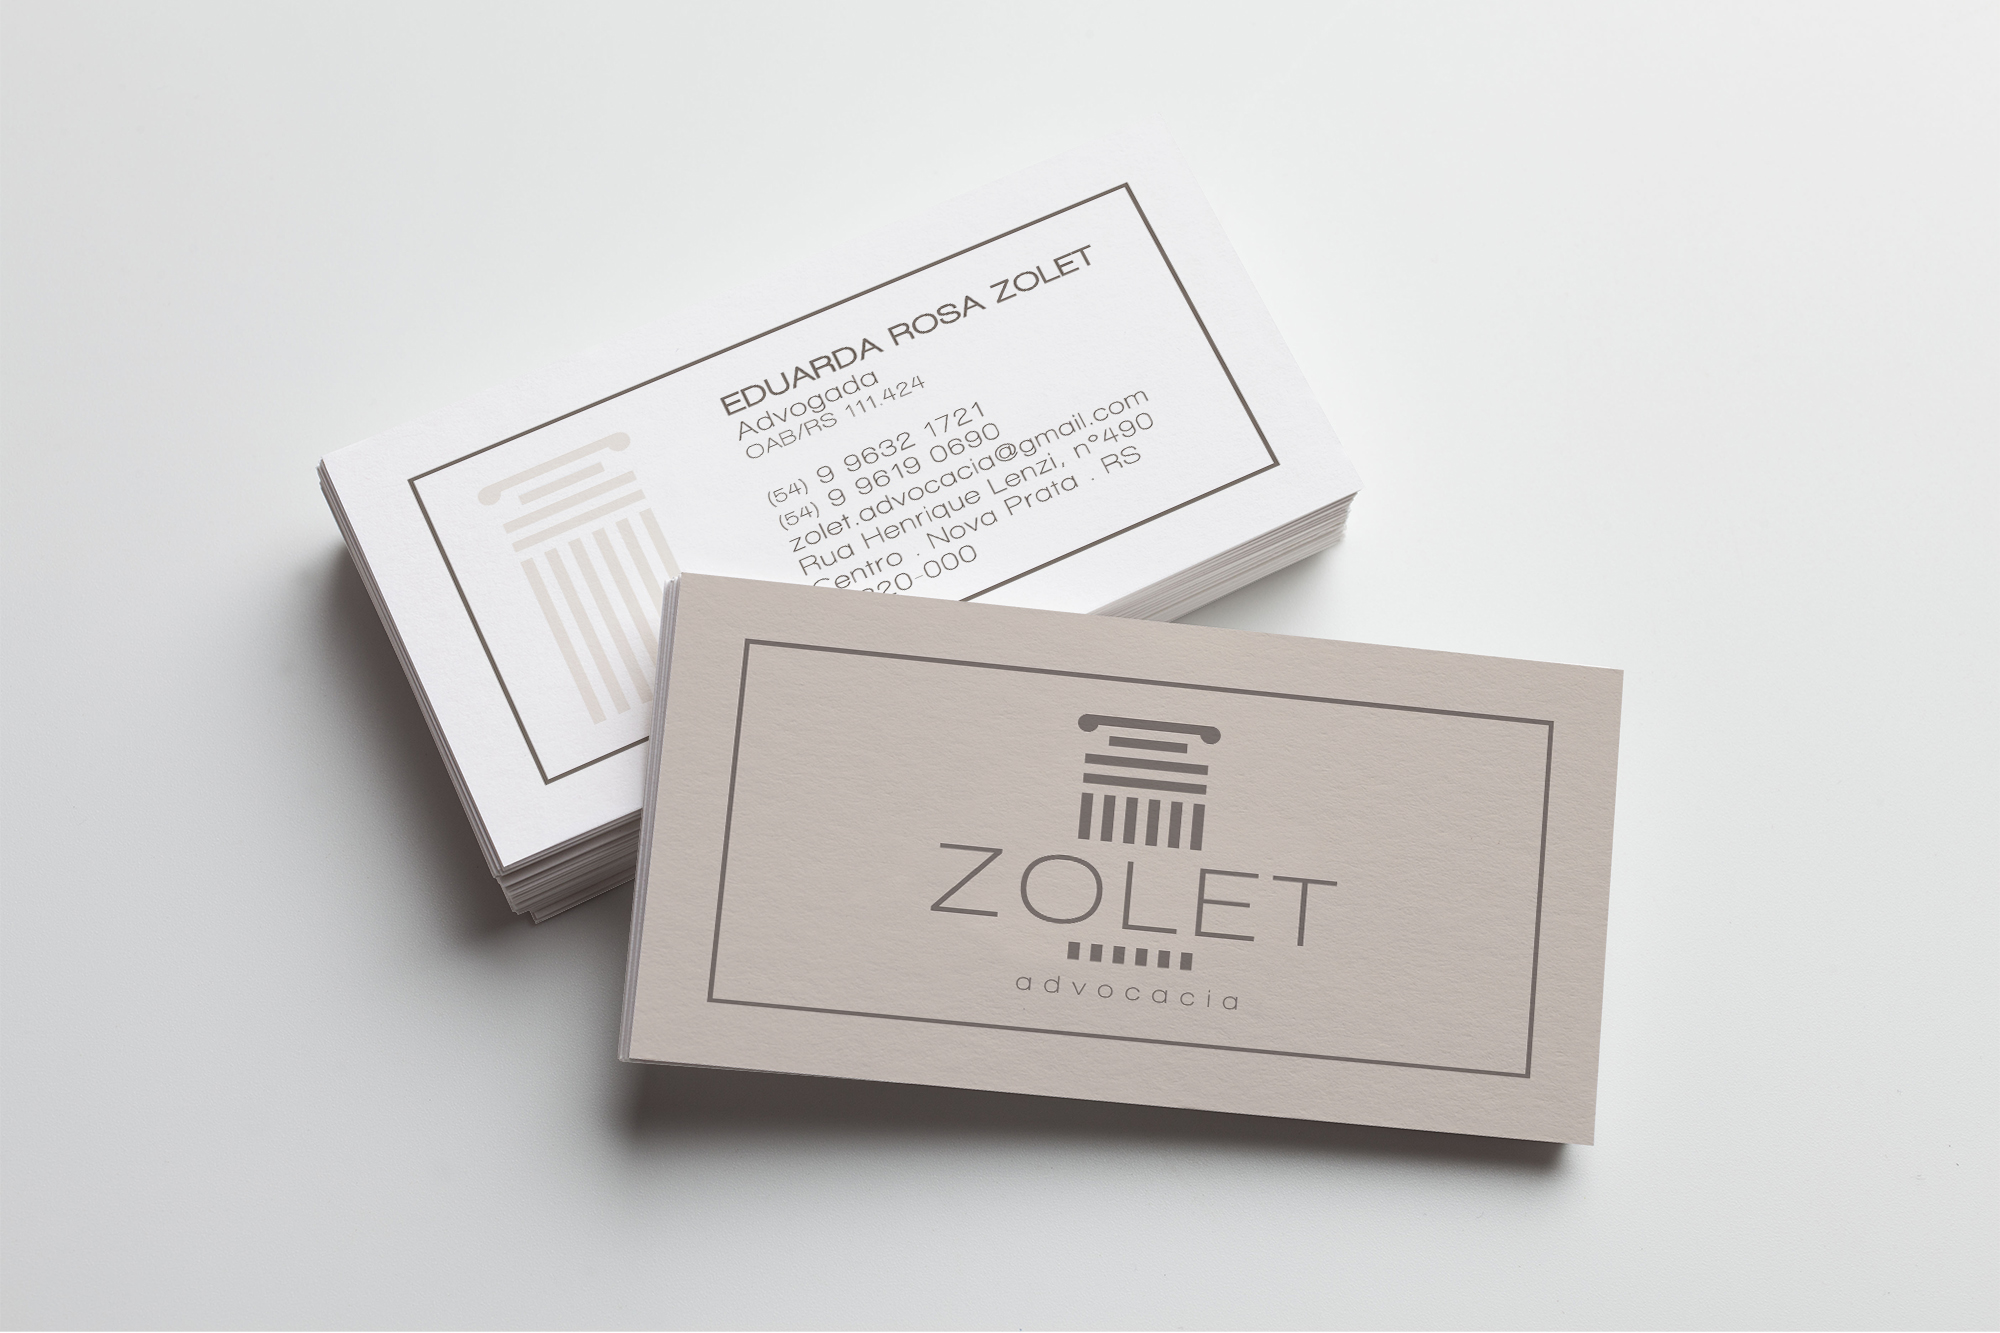 EDUARDA ROSA ZOLET
Advogada
OAB/RS 111.424
(54) 9 9632 1721
(54) 9 9619 0690
zolet.advocacia@gmail.com
Rua Henrique Lenzi, nº490
Centro . Nova Prata . RS
ZOLET
advocacia